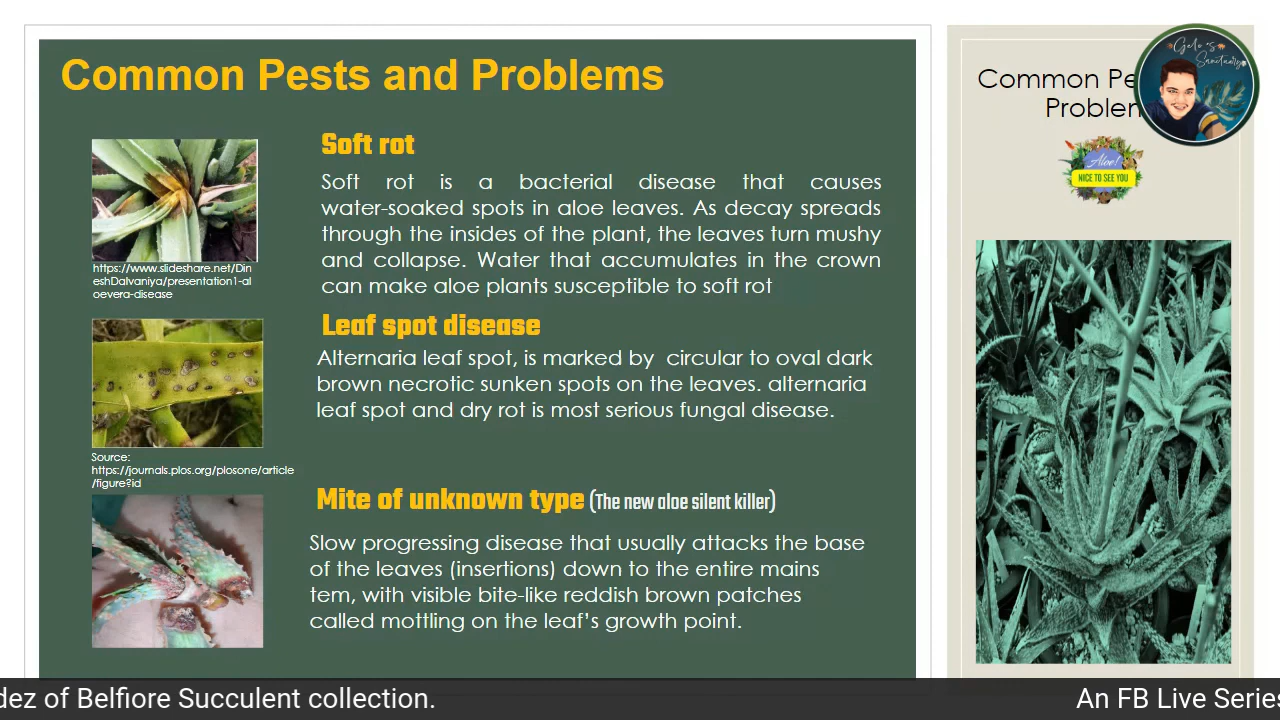 Common Pests and Problems
Soft rot
Soft rot is a bacterial disease that causes
water-soaked spots in aloe leaves. As decay spreads
through the insides of the plant, the leaves turn mushy
and collapse. Water that accumulates in the crown
can make aloe plants susceptible to soft rot
https://www.slideshare.net/Din
eshDalvaniya/presentation1-al
oevera-disease
Leaf spot disease
Alternaria leaf spot, is marked by circular to oval dark
brown necrotic sunken spots on the leaves. alternaria
leaf spot and dry rot is most serious fungal disease.
Source:
https://journals.plos.org/plosone/article
/figure?id
Mite of unknown type (The new aloe silent killer)
Slow progressing disease that usually attacks the base
of the leaves (insertions) down to the entire mains
tem, with visible bite-like reddish brown patches
called mottling on the leaf's growth point.
Common Pe
Problem
Gelo's
Sanctuary
Aloe!
NICE TO SEE YOU
dez of Belfiore Succulent collection.
An FB Live Series